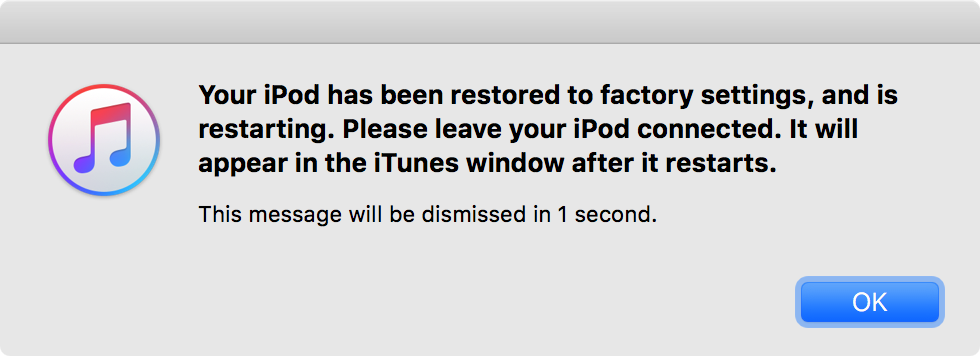 Your iPod has been restored to factory settings, and is
restarting. Please leave your iPod connected. It will
appear in the iTunes window after it restarts.
This message will be dismissed in 1 second.
OK